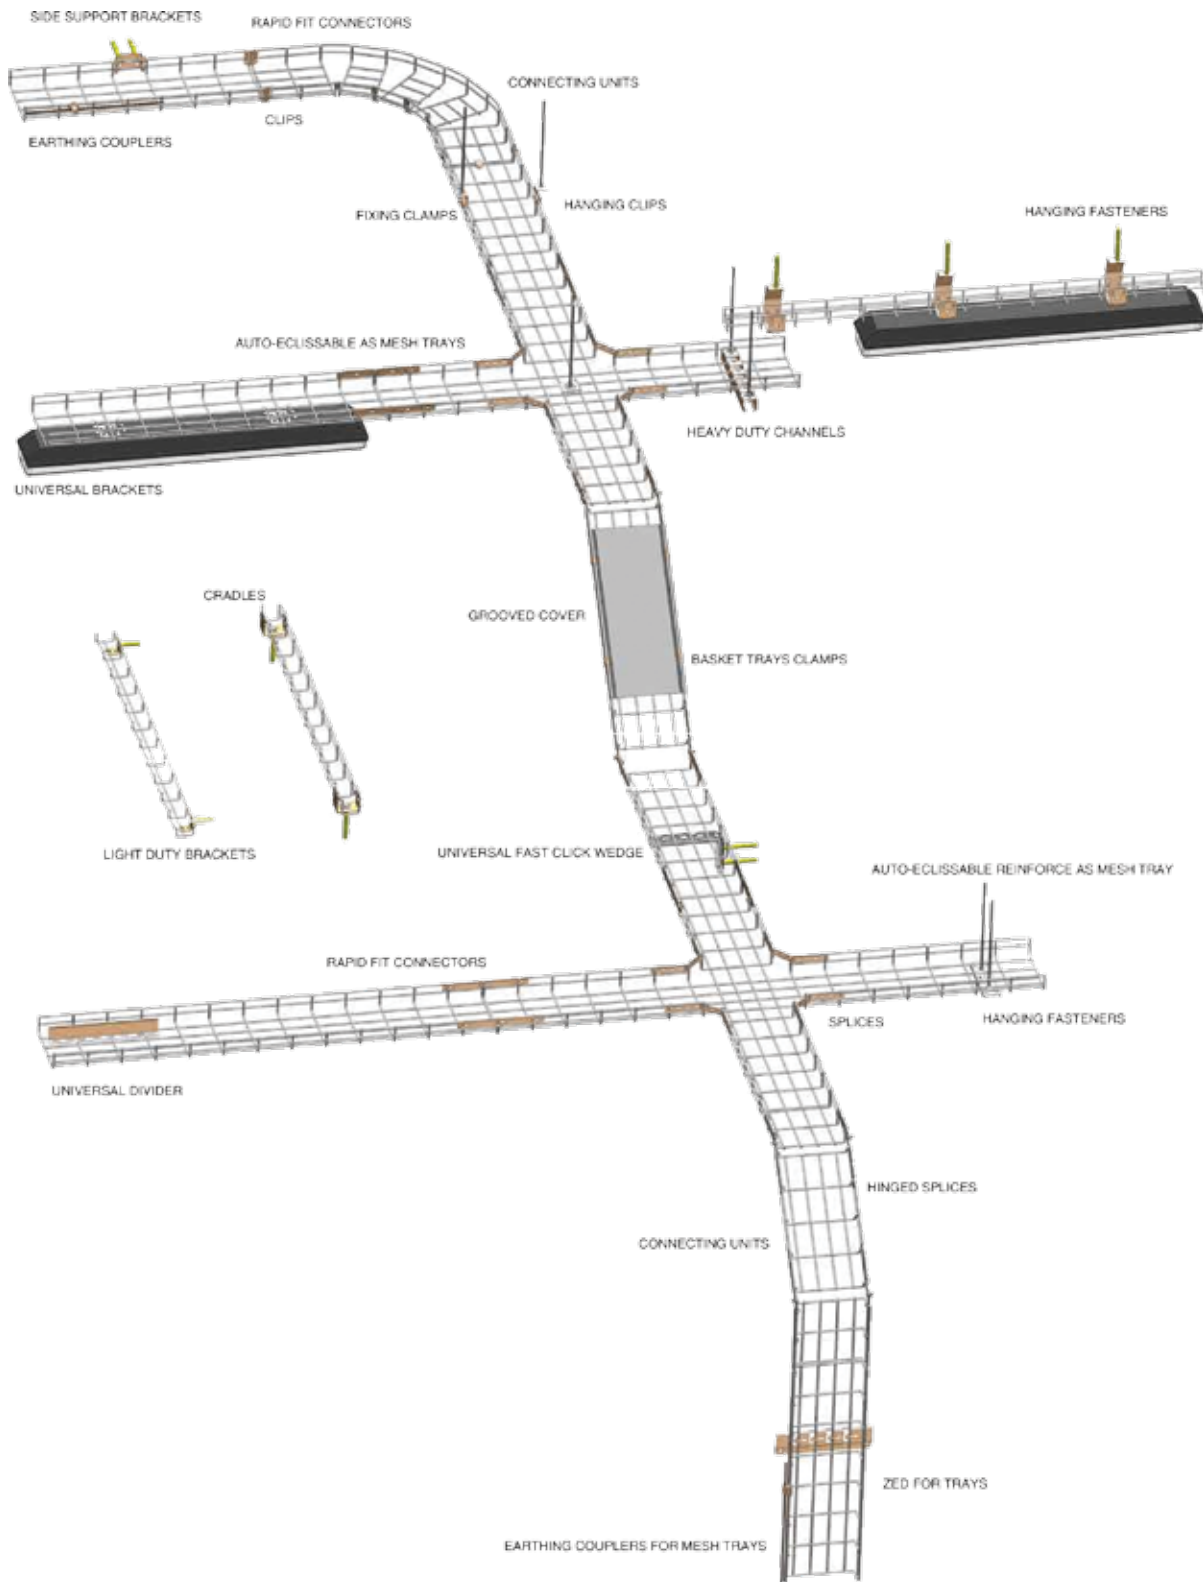 SIDE SUPPORT BRACKETS
RAPID FIT CONNECTORS
CONNECTING UNITS
CLIPS
EARTHING COUPLERS
FIXING CLAMPS
HANGING CLIPS
HANGING FASTENERS
AUTO-ECLISSABLE AS MESH TRAYS
HEAVY DUTY CHANNELS
UNIVERSAL BRACKETS
CRADLES
GROOVED COVER
BASKET TRAYS CLAMPS
LIGHT DUTY BRACKETS
UNIVERSAL FAST CLICK WEDGE
AUTO-ECLISSABLE REINFORCE AS MESH TRAY
RAPID FIT CONNECTORS
SPLICES
HANGING FASTENERS
UNIVERSAL DIVIDER
HINGED SPLICES
CONNECTING UNITS
ZED FOR TRAYS
EARTHING COUPLERS FOR MESH TRAYS